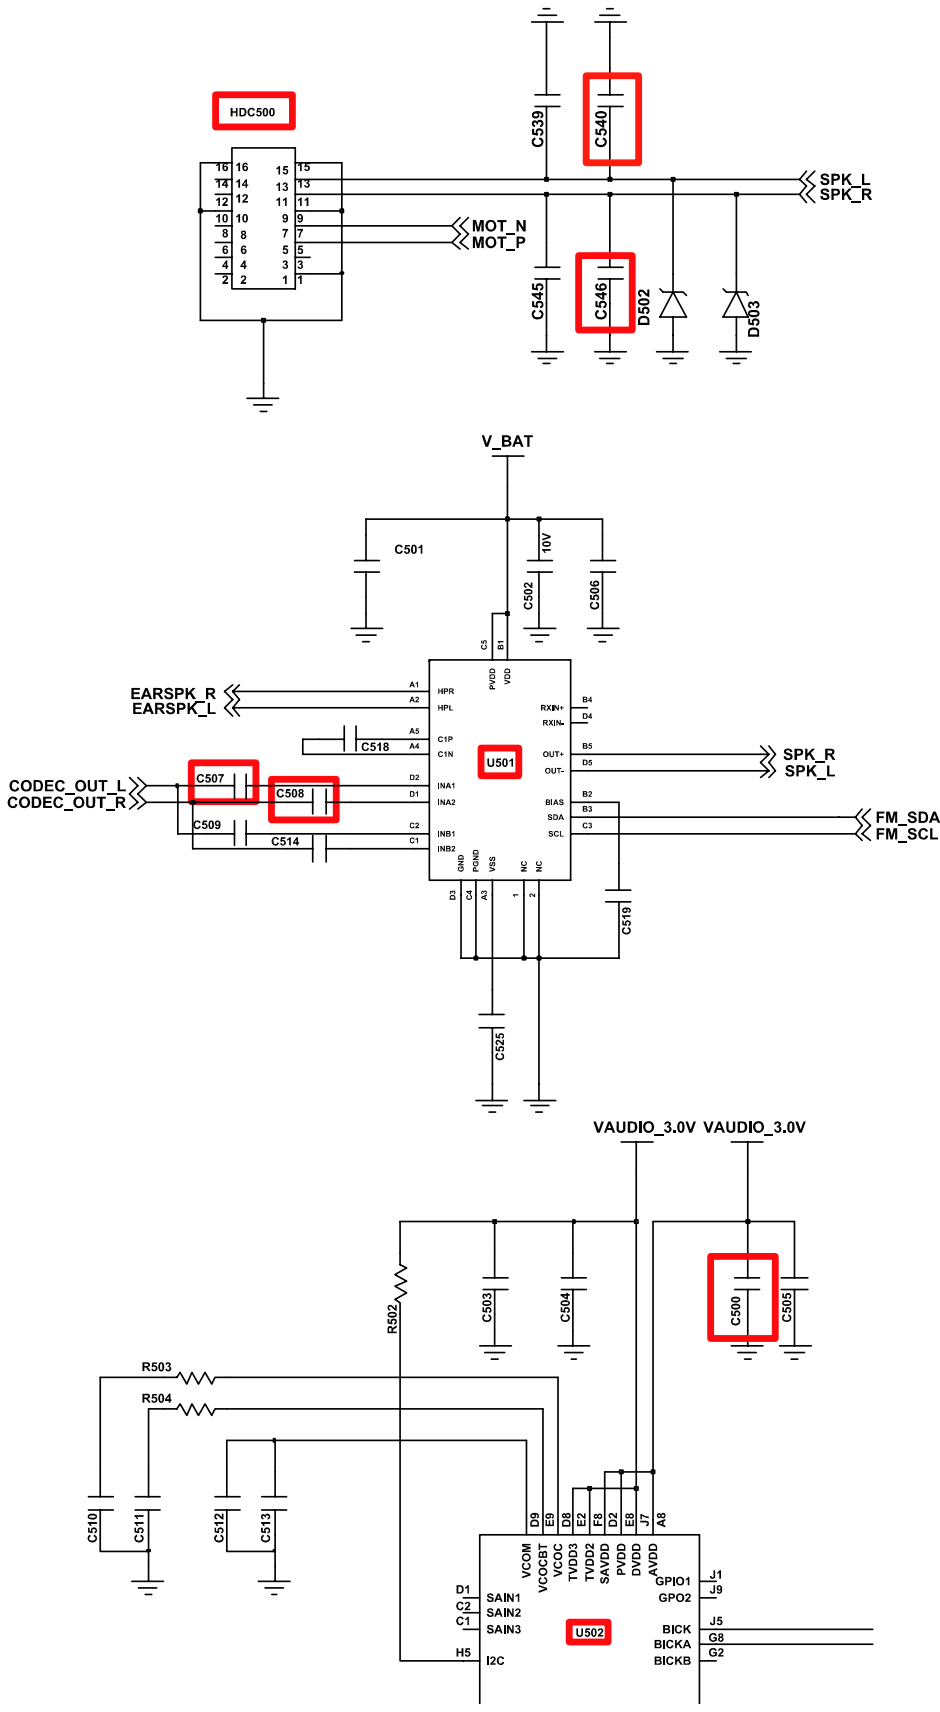 HDC500
C539
C540
16 16 15 15
14 14 13 13
12 12 11 11
10 10 9 9
8 8 7 7
6 6 5 5
4 4 3 3
2 2 1 1
SPK_L
SPK_R
MOT_N
MOT_P
C545
C546
D502
D503
V_BAT
C501
10V
C502
C506
C5
B1
PVDD
VDD
EARSPK_R
EARSPK_L
A1 HPR
A2 HPL
RXIN+ B4
RXIN- D4
A5 C1P
C518
A4 C1N
U501
OUT+ B5
OUT- D5
SPK_R
SPK_L
CODEC_OUT_L
CODEC_OUT_R
C507
C508
D2 INA1
D1 INA2
BIAS B2
SDA B3
SCL C3
FM_SDA
FM_SCL
C509
C514
C2 INB1
C1 INB2
GND
PGND
VSS
NC
NC
D3
C4
A3
1
2
C519
C525
VAUDIO_3.0V VAUDIO_3.0V
R502
C503
C504
C500
C505
R503
R504
C510
C511
C512
C513
D9
E9
D8
E2
F8
D2
E8
J7
A8
VCOM
VCOCBT
VCOC
TVDD3
TVDD2
SAVDD
PVDD
DVDD
AVDD
D1 SAIN1
C2 SAIN2
C1 SAIN3
H5 I2C
U502
GPIO1 J1
GPO2 J9
BICK J5
BICKA G8
BICKB G2